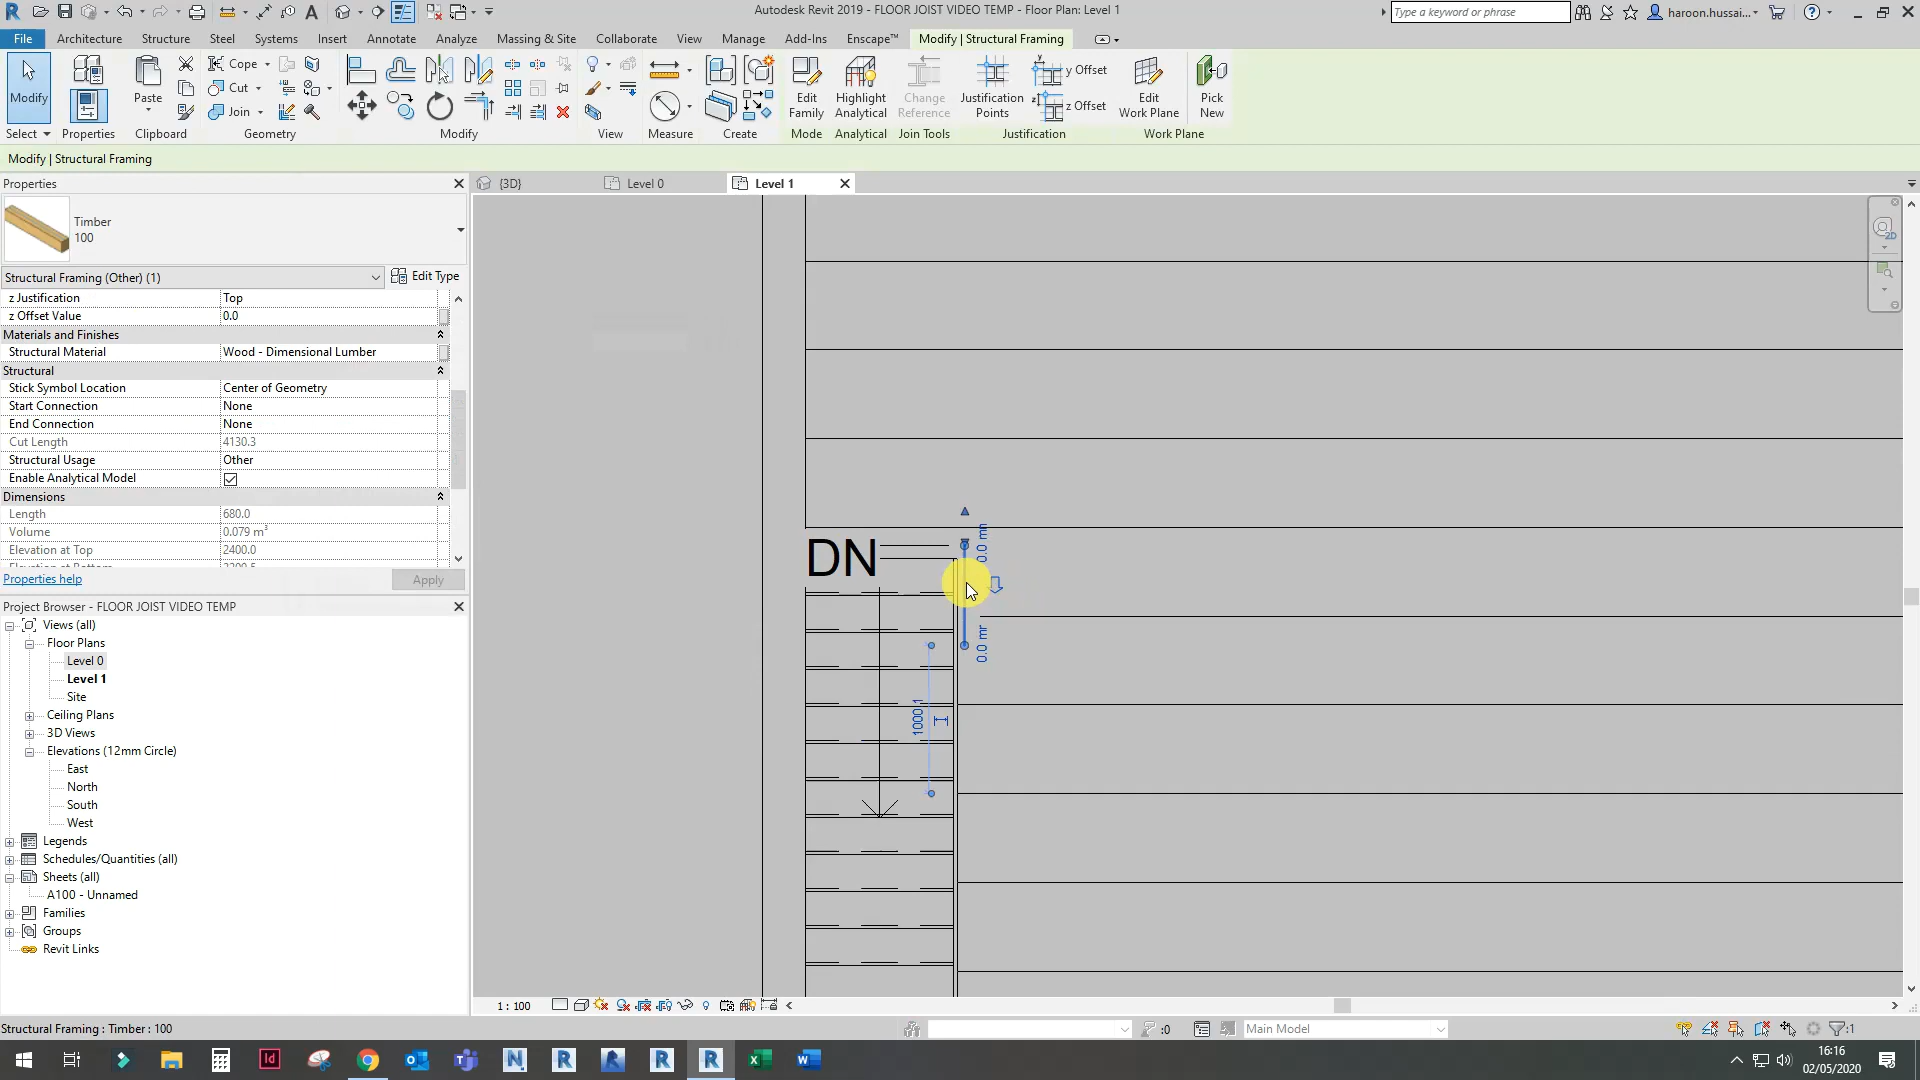 Autodesk Revit 2019 - FLOOR JOIST VIDEO TEMP - Floor Plan: Level 1
Type a keyword or phrase
haroon.hussai...
File Architecture Structure Steel Systems Insert Annotate Analyze Massing & Site Collaborate View Manage Add-Ins Enscape™ Modify | Structural Framing
Modify
Paste
Cope
Cut
Join
Edit Family
Highlight Analytical
Change Reference
Justification Points
y Offset
z Offset
Edit Work Plane
Pick New
Select Properties Clipboard Geometry Modify View Measure Create Mode Analytical Join Tools Justification Work Plane
Modify | Structural Framing
Properties
{3D}
Level 0
Level 1
Timber
100
Structural Framing (Other) (1)
Edit Type
z Justification Top
z Offset Value 0.0
Materials and Finishes
Structural Material Wood - Dimensional Lumber
Structural
Stick Symbol Location Center of Geometry
Start Connection None
End Connection None
Cut Length 4130.3
Structural Usage Other
Enable Analytical Model
Dimensions
Length 680.0
Volume 0.079 m³
Elevation at Top 2400.0
Properties help
Apply
Project Browser - FLOOR JOIST VIDEO TEMP
Views (all)
Floor Plans
Level 0
Level 1
Site
Ceiling Plans
3D Views
Elevations (12mm Circle)
East
North
South
West
Legends
Schedules/Quantities (all)
Sheets (all)
A100 - Unnamed
Families
Groups
Revit Links
DN
0.0 mm
0.0 mr
1000.1
2D
1 : 100
Structural Framing : Timber : 100
:0
Main Model
:1
16:16
02/05/2020